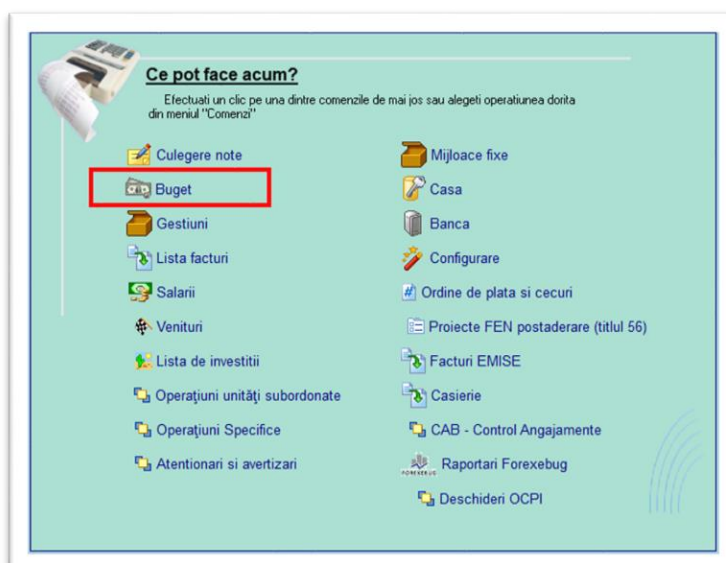 Ce pot face acum?
Efectuati un clic pe una dintre comenzile de mai jos sau alegeti operatiunea dorita
din meniul "Comenzi"
Culegere note
Buget
Gestiuni
Lista facturi
Salarii
Venituri
Lista de investitii
Operaţiuni unităţi subordonate
Operaţiuni Specifice
Atentionari si avertizari
Mijloace fixe
Casa
Banca
Configurare
Ordine de plata si cecuri
Proiecte FEN postaderare (titlul 56)
Facturi EMISE
Casierie
CAB - Control Angajamente
FOREXEBUG Raportari Forexebug
Deschideri OCPI